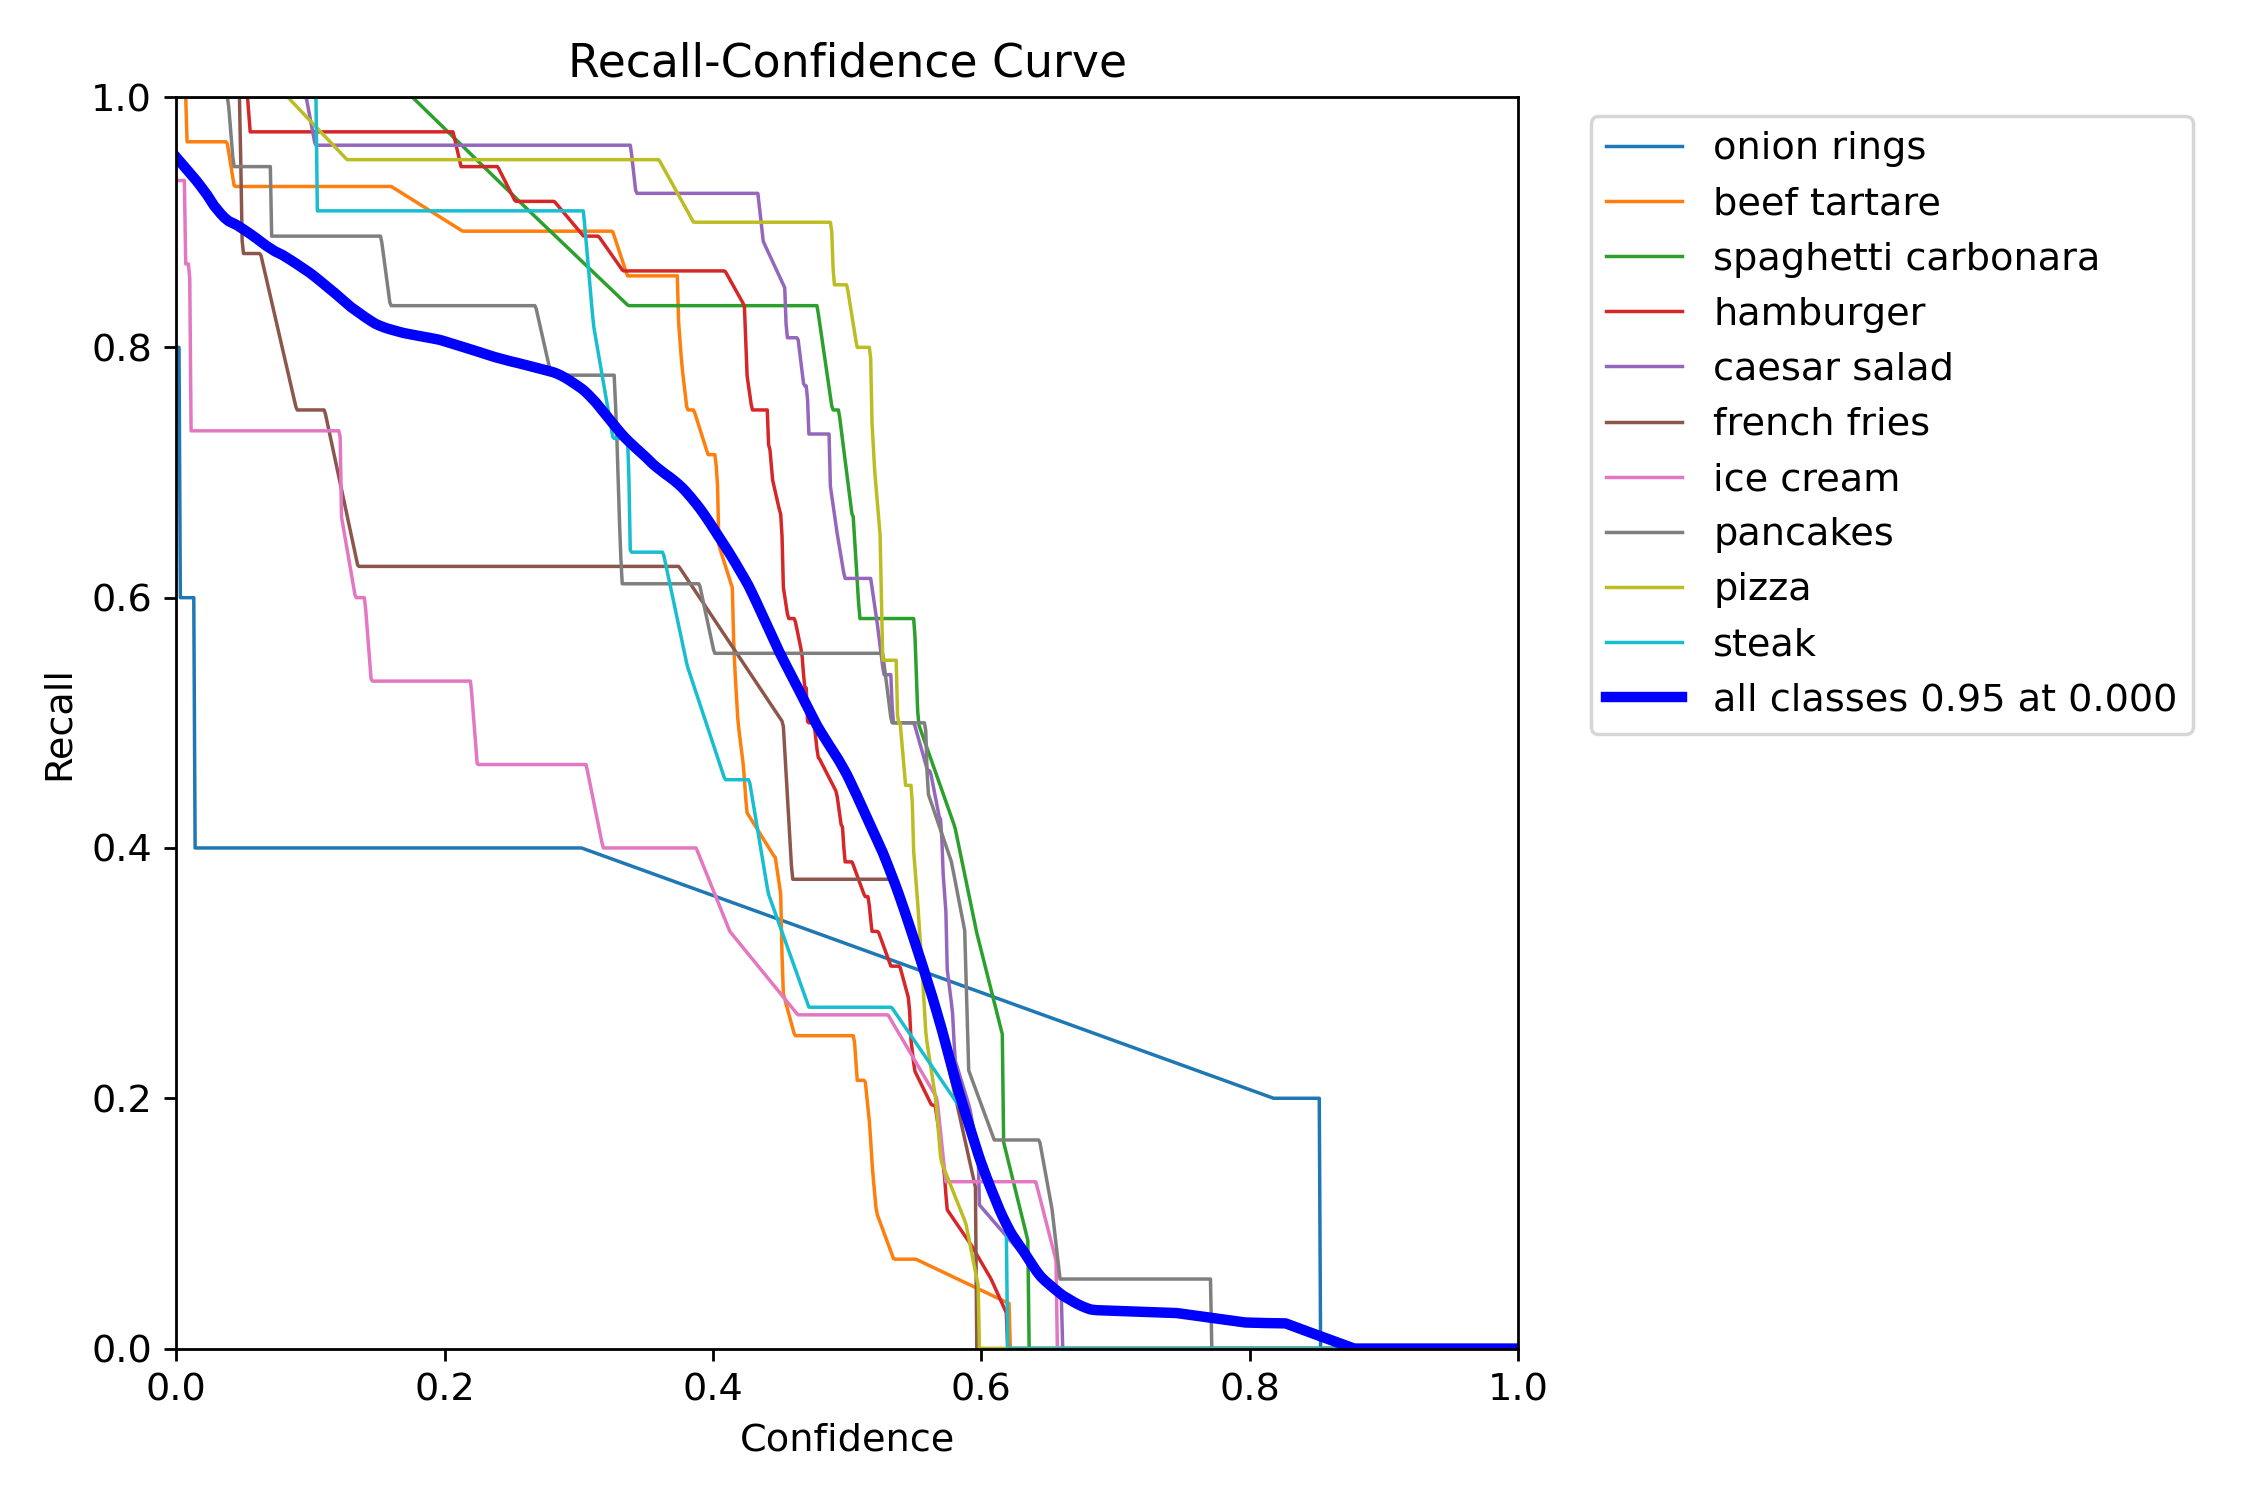 Recall-Confidence Curve
1.0
0.8
0.6
0.4
0.2
0.0
Recall
0.0 0.2 0.4 0.6 0.8 1.0
Confidence
onion rings
beef tartare
spaghetti carbonara
hamburger
caesar salad
french fries
ice cream
pancakes
pizza
steak
all classes 0.95 at 0.000